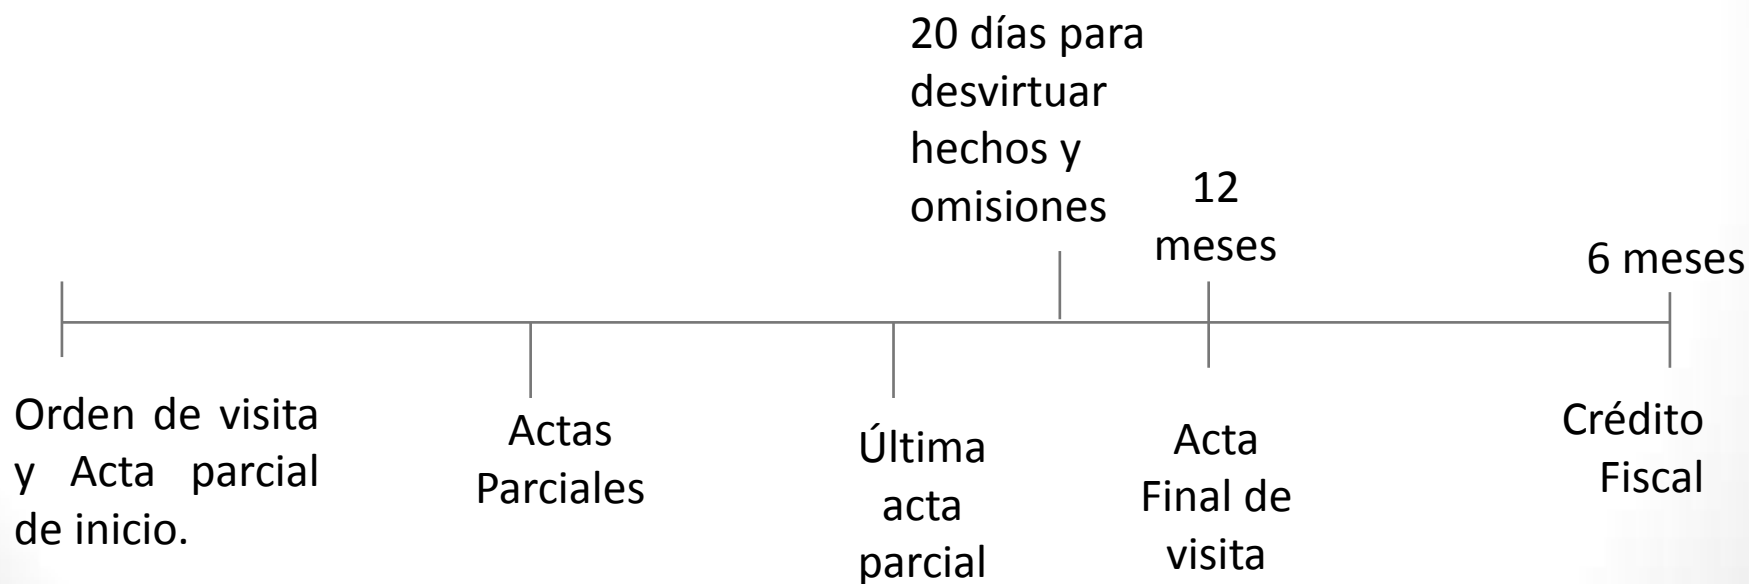 20 días para
desvirtuar
hechos y
omisiones
12
meses
6 meses
Orden de visita
y Acta parcial
de inicio.
Actas
Parciales
Última
acta
parcial
Acta
Final de
visita
Crédito
Fiscal